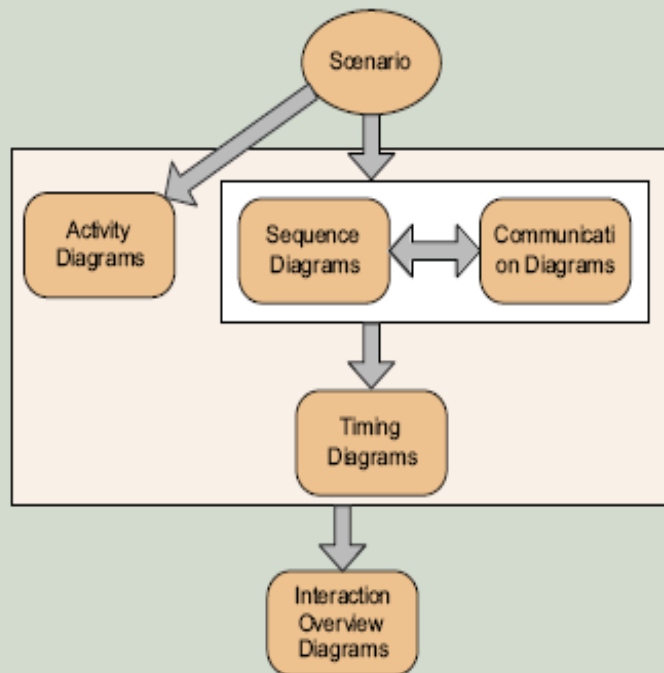 Scenario
Activity
Diagrams
Sequence
Diagrams
Communicati
on Diagrams
Timing
Diagrams
Interaction
Overview
Diagrams